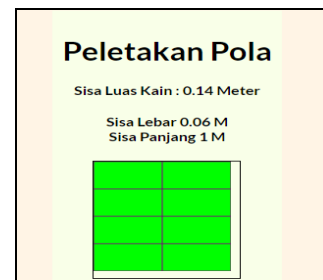 Peletakan Pola
Sisa Luas Kain : 0.14 Meter
Sisa Lebar 0.06 M
Sisa Panjang 1 M